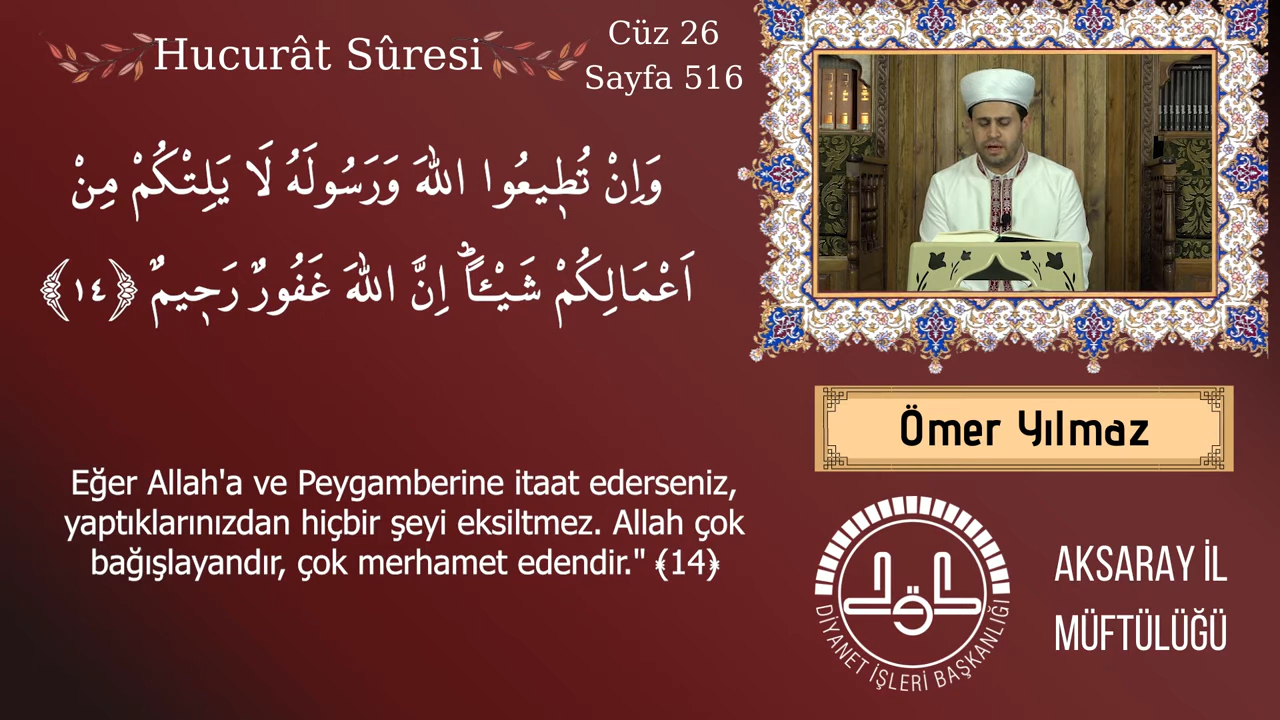 Hucurât Sûresi
Cüz 26
Sayfa 516
وَاِنْ تُط۪يعُوا اللّٰهَ وَرَسُولَهُ لَا يَلِتْكُمْ مِنْ
اَعْمَالِكُمْ شَيْـٔاًۜ اِنَّ اللّٰهَ غَفُورٌ رَح۪يمٌ ﴿١٤﴾
Eğer Allah'a ve Peygamberine itaat ederseniz,
yaptıklarınızdan hiçbir şeyi eksiltmez. Allah çok
bağışlayandır, çok merhamet edendir." ﴾14﴿
Ömer Yılmaz
DİYANET İŞLERİ BAŞKANLIĞI
AKSARAY İL
MÜFTÜLÜĞÜ